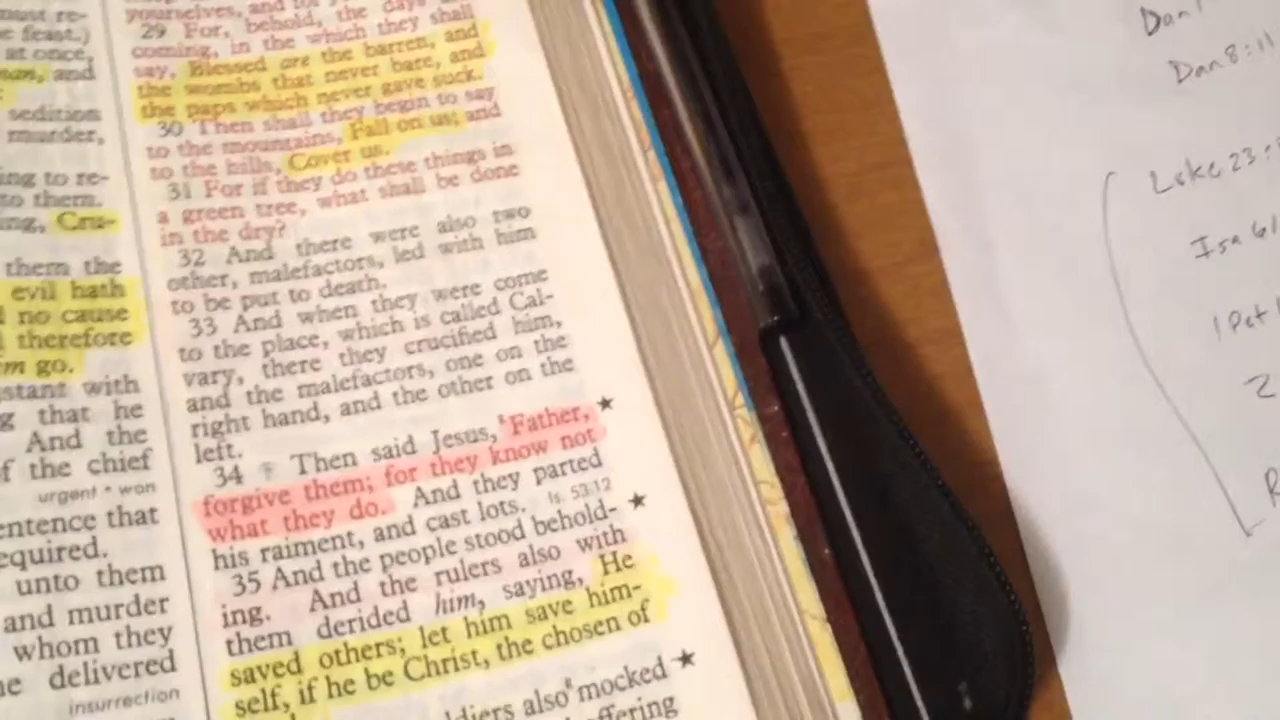 must re-
e feast.)
at once,
man, and
sedition
murder,
ing to re-
to them.
ng, Cru-
them the
evil hath
no cause
therefore
m go.
stant with
g that he
And the
f the chief
urgent * won
entence that
equired.
unto them
and murder
whom they
e delivered
insurrection
yourselves, and for
29 For, behold, the days
coming, in the which they shall
say, Blessed are the barren, and
the wombs that never bare, and
the paps which never gave suck.
30 Then shall they begin to say
to the mountains, Fall on us; and
to the hills, Cover us.
31 For if they do these things in
a green tree, what shall be done
in the dry?
32 And there were also two
other, malefactors, led with him
to be put to death.
33 And when they were come
to the place, which is called Cal-
vary, there they crucified him,
and the malefactors, one on the
right hand, and the other on the
left.
34 Then said Jesus, Father, ★
forgive them; for they know not
what they do. And they parted
his raiment, and cast lots. Is. 53:12
35 And the people stood behold- ★
ing. And the rulers also with
them derided him, saying, He
saved others; let him save him-
self, if he be Christ, the chosen of
ldiers also mocked ★
offering
Dan
Dan 8:11
Luke 23:
Isa 61
1 Pet